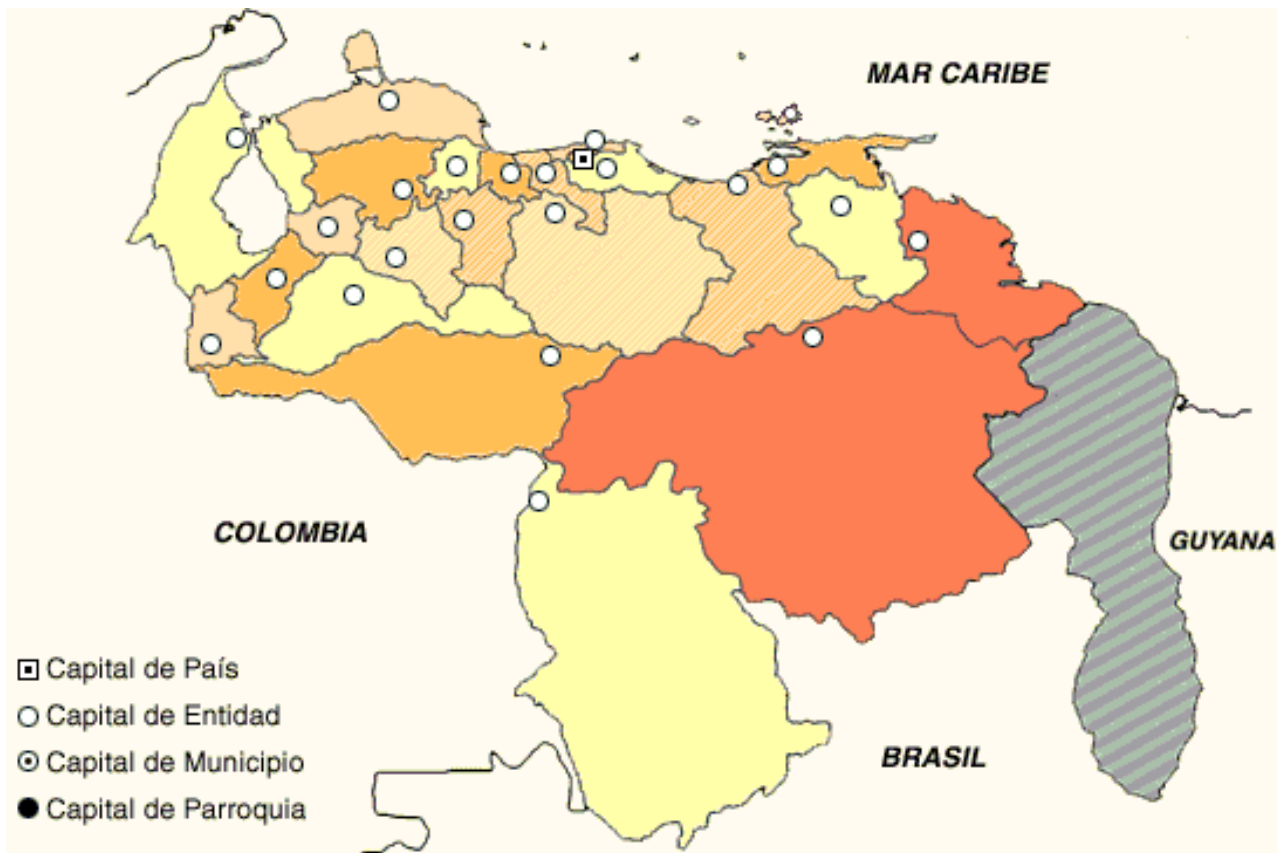 MAR CARIBE
COLOMBIA
GUYANA
BRASIL
Capital de País
Capital de Entidad
Capital de Municipio
Capital de Parroquia